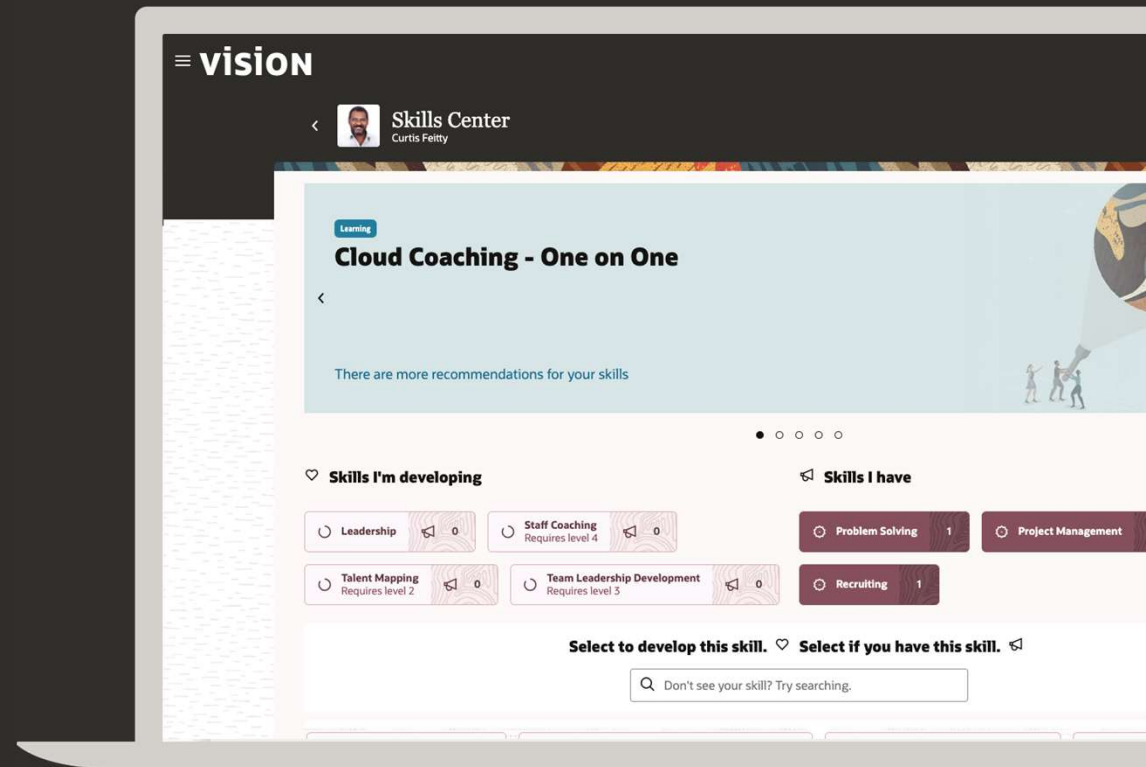 VISION
Skills Center
Curtis Feitty
Learning
Cloud Coaching - One on One
There are more recommendations for your skills
Skills I'm developing
Skills I have
Leadership 0
Staff Coaching 0
Requires level 4
Problem Solving 1
Project Management
Talent Mapping 0
Requires level 2
Team Leadership Development 0
Requires level 3
Recruiting 1
Select to develop this skill. Select if you have this skill.
Don't see your skill? Try searching.